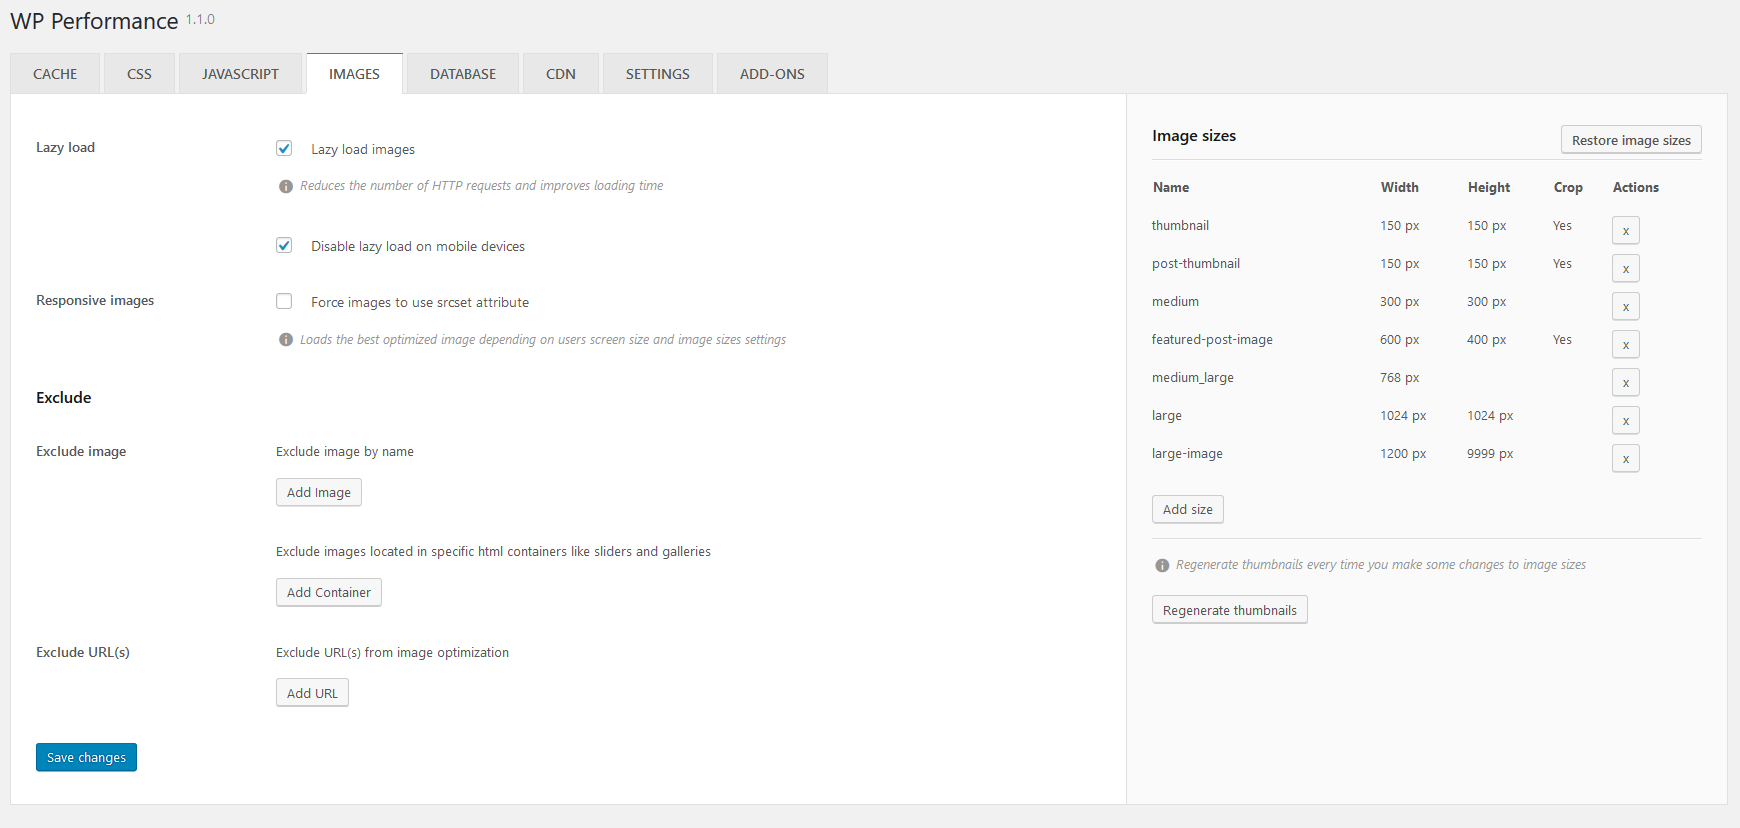 WP Performance 1.1.0
CACHE CSS JAVASCRIPT IMAGES DATABASE CDN SETTINGS ADD-ONS
Lazy load
Lazy load images
Reduces the number of HTTP requests and improves loading time
Disable lazy load on mobile devices
Responsive images
Force images to use srcset attribute
Loads the best optimized image depending on users screen size and image sizes settings
Exclude
Exclude image
Exclude image by name
Add Image
Exclude images located in specific html containers like sliders and galleries
Add Container
Exclude URL(s)
Exclude URL(s) from image optimization
Add URL
Save changes
Image sizes
Restore image sizes
Name Width Height Crop Actions
thumbnail 150 px 150 px Yes x
post-thumbnail 150 px 150 px Yes x
medium 300 px 300 px x
featured-post-image 600 px 400 px Yes x
medium_large 768 px x
large 1024 px 1024 px x
large-image 1200 px 9999 px x
Add size
Regenerate thumbnails every time you make some changes to image sizes
Regenerate thumbnails